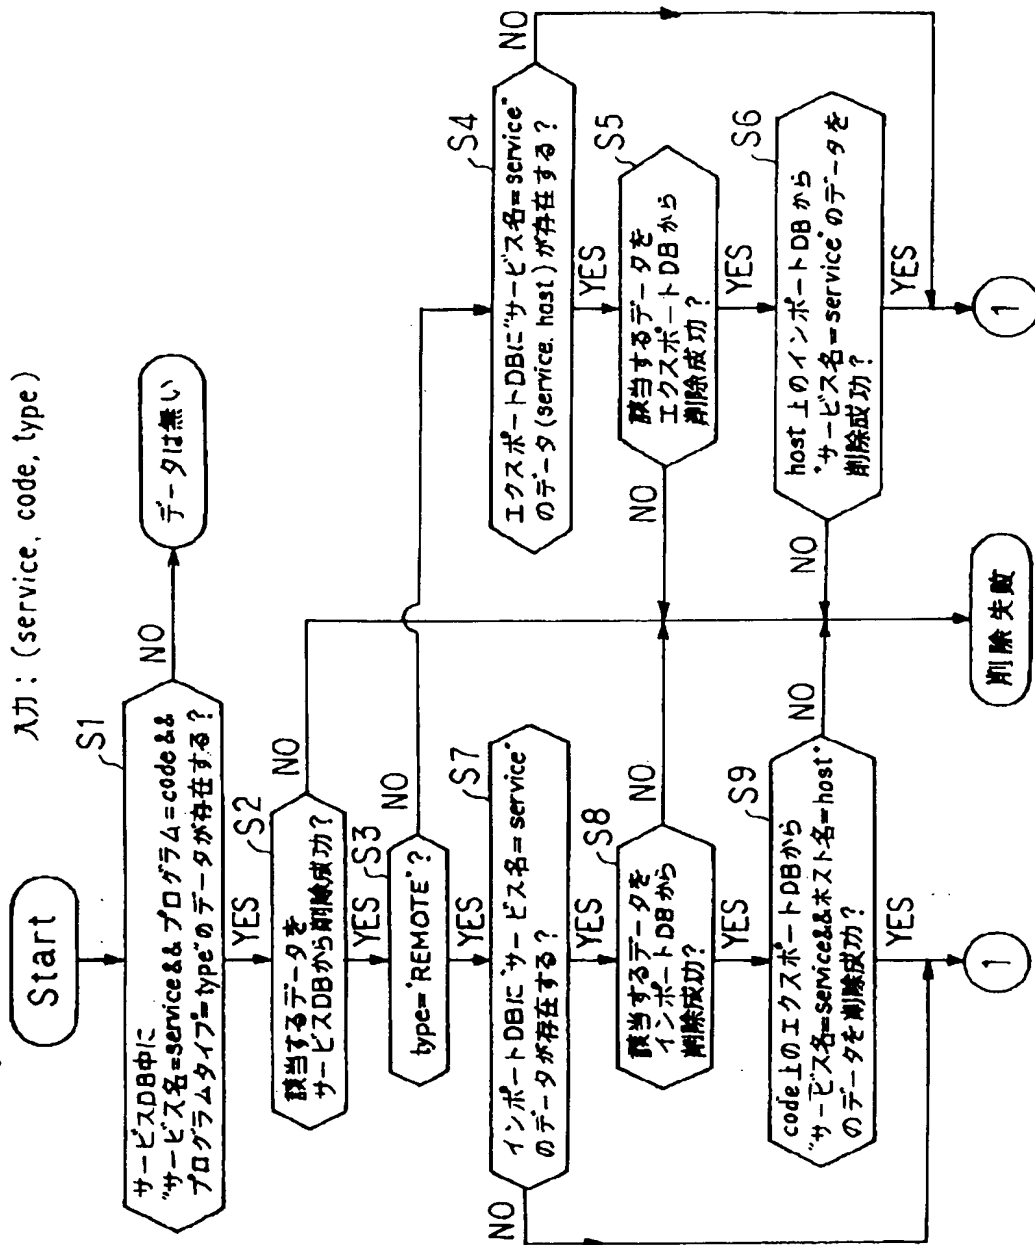 入力：(service, code, type)
Start
S1
サービスDB中に
"サービス名=service&&プログラム=code&&
プログラムタイプ=type"のデータが存在する？
NO
データは無い
YES
S2
該当するデータを
サービスDBから削除成功？
NO
YES
S3
type="REMOTE"？
NO
YES
S4
エクスポートDBに"サービス名=service"
のデータ(service, host)が存在する？
NO
YES
S5
該当するデータを
エクスポートDBから
削除成功？
NO
YES
S6
host上のインポートDBから
"サービス名=service"のデータを
削除成功？
NO
YES
1
S7
インポートDBに"サービス名=service"
のデータが存在する？
NO
YES
S8
該当するデータを
インポートDBから
削除成功？
NO
YES
S9
code上のエクスポートDBから
"サービス名=service&&ホスト名=host"
のデータを削除成功？
NO
YES
1
削除失敗